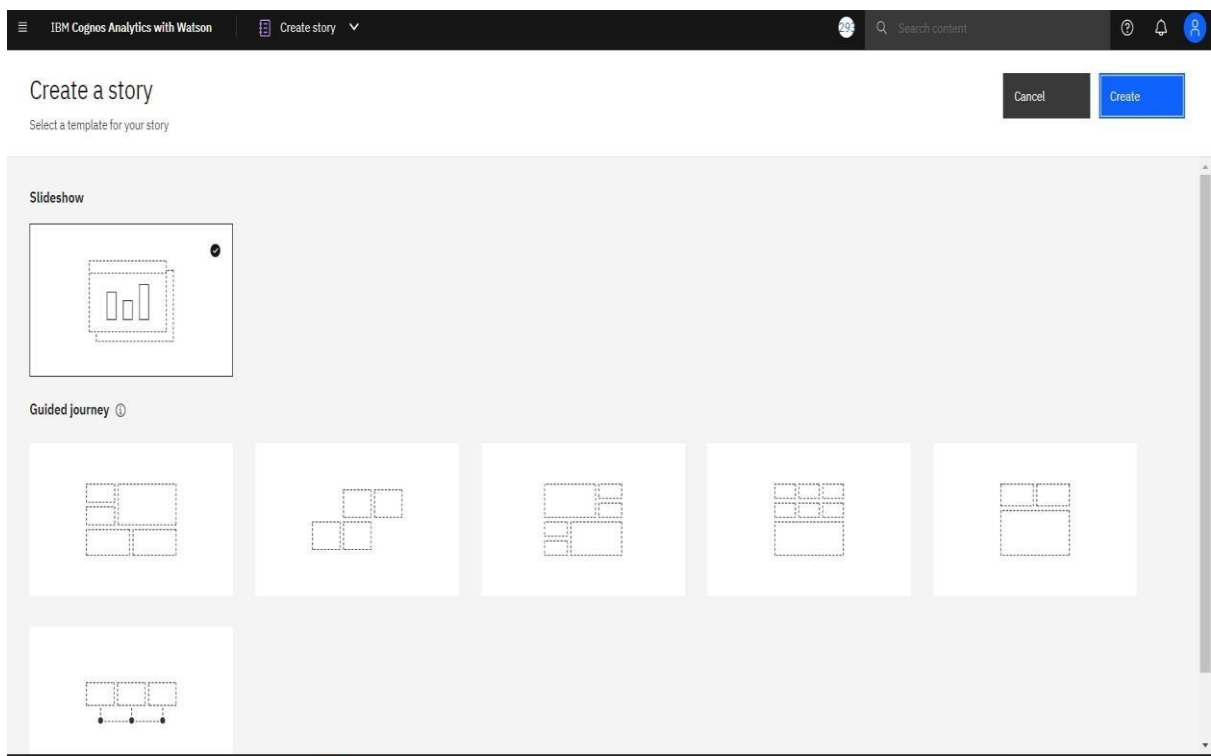 IBM Cognos Analytics with Watson
Create story
293
Search content
Create a story
Select a template for your story
Cancel
Create
Slideshow
Guided journey